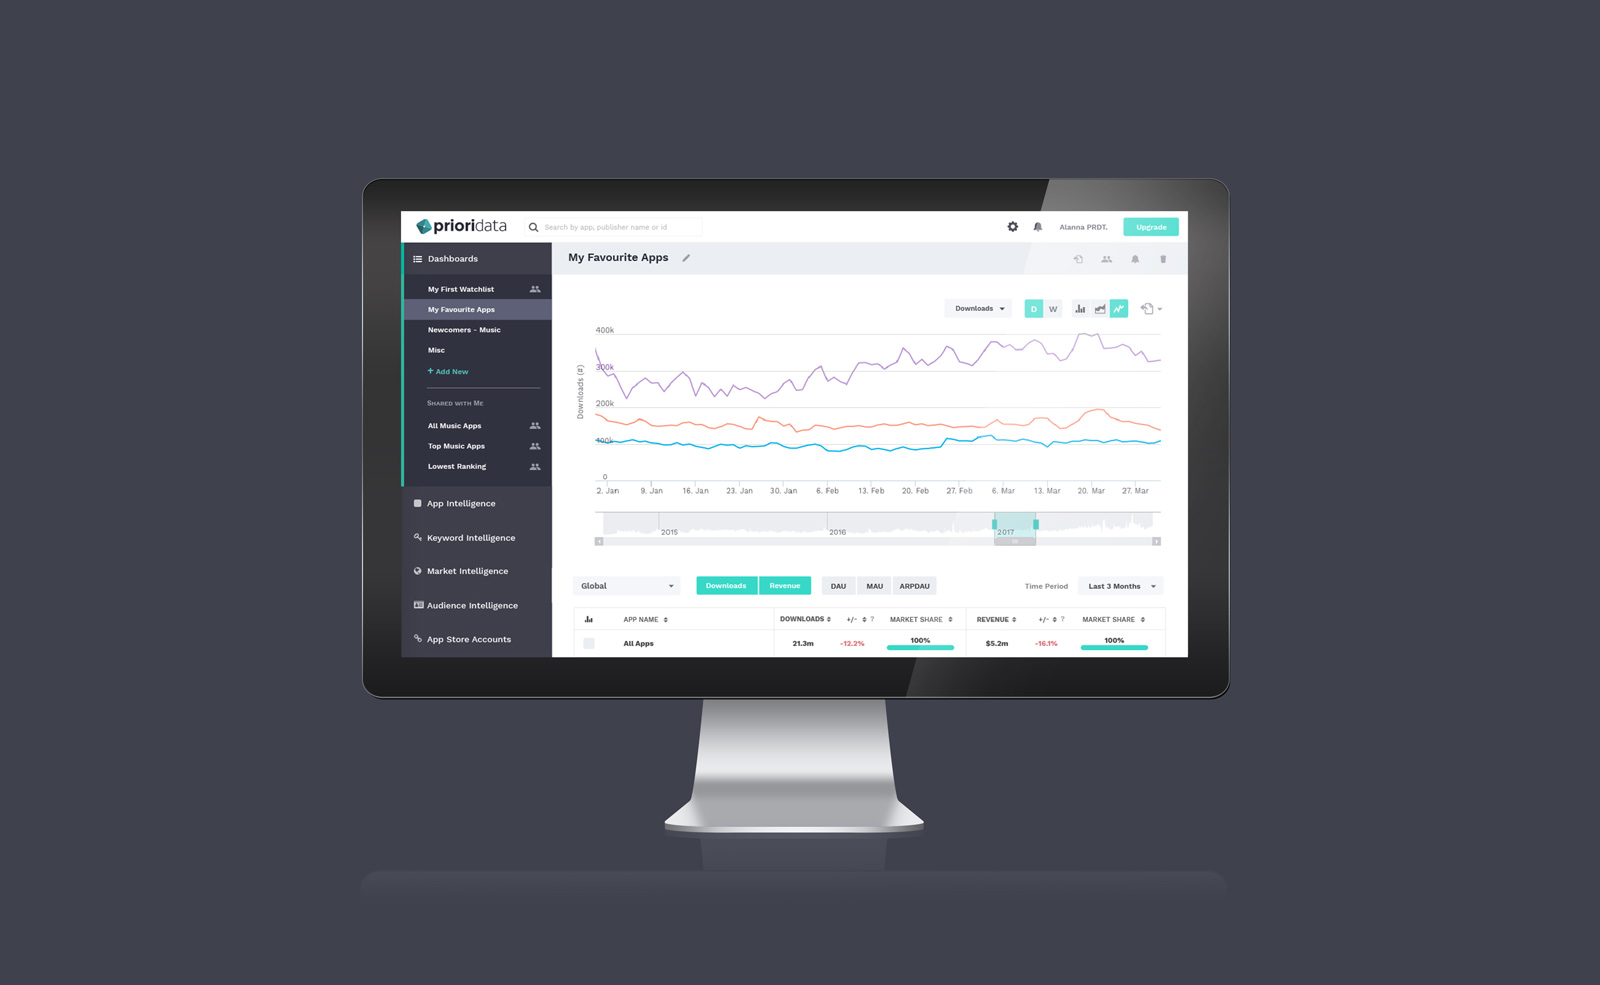 prioridata
Search by app, publisher name or id
Alanna PRDT.
Upgrade
Dashboards
My First Watchlist
My Favourite Apps
Newcomers - Music
Misc
+ Add New
Shared with Me
All Music Apps
Top Music Apps
Lowest Ranking
App Intelligence
Keyword Intelligence
Market Intelligence
Audience Intelligence
App Store Accounts
My Favourite Apps
Downloads
D W
Downloads (#)
400k
300k
200k
100k
0
2. Jan 9. Jan 16. Jan 23. Jan 30. Jan 6. Feb 13. Feb 20. Feb 27. Feb 6. Mar 13. Mar 20. Mar 27. Mar
2015 2016 2017
Global Downloads Revenue DAU MAU ARPDAU Time Period Last 3 Months
APP NAME DOWNLOADS +/- ? MARKET SHARE REVENUE +/- ? MARKET SHARE
All Apps 21.3m -12.2% 100% $5.2m -16.1% 100%